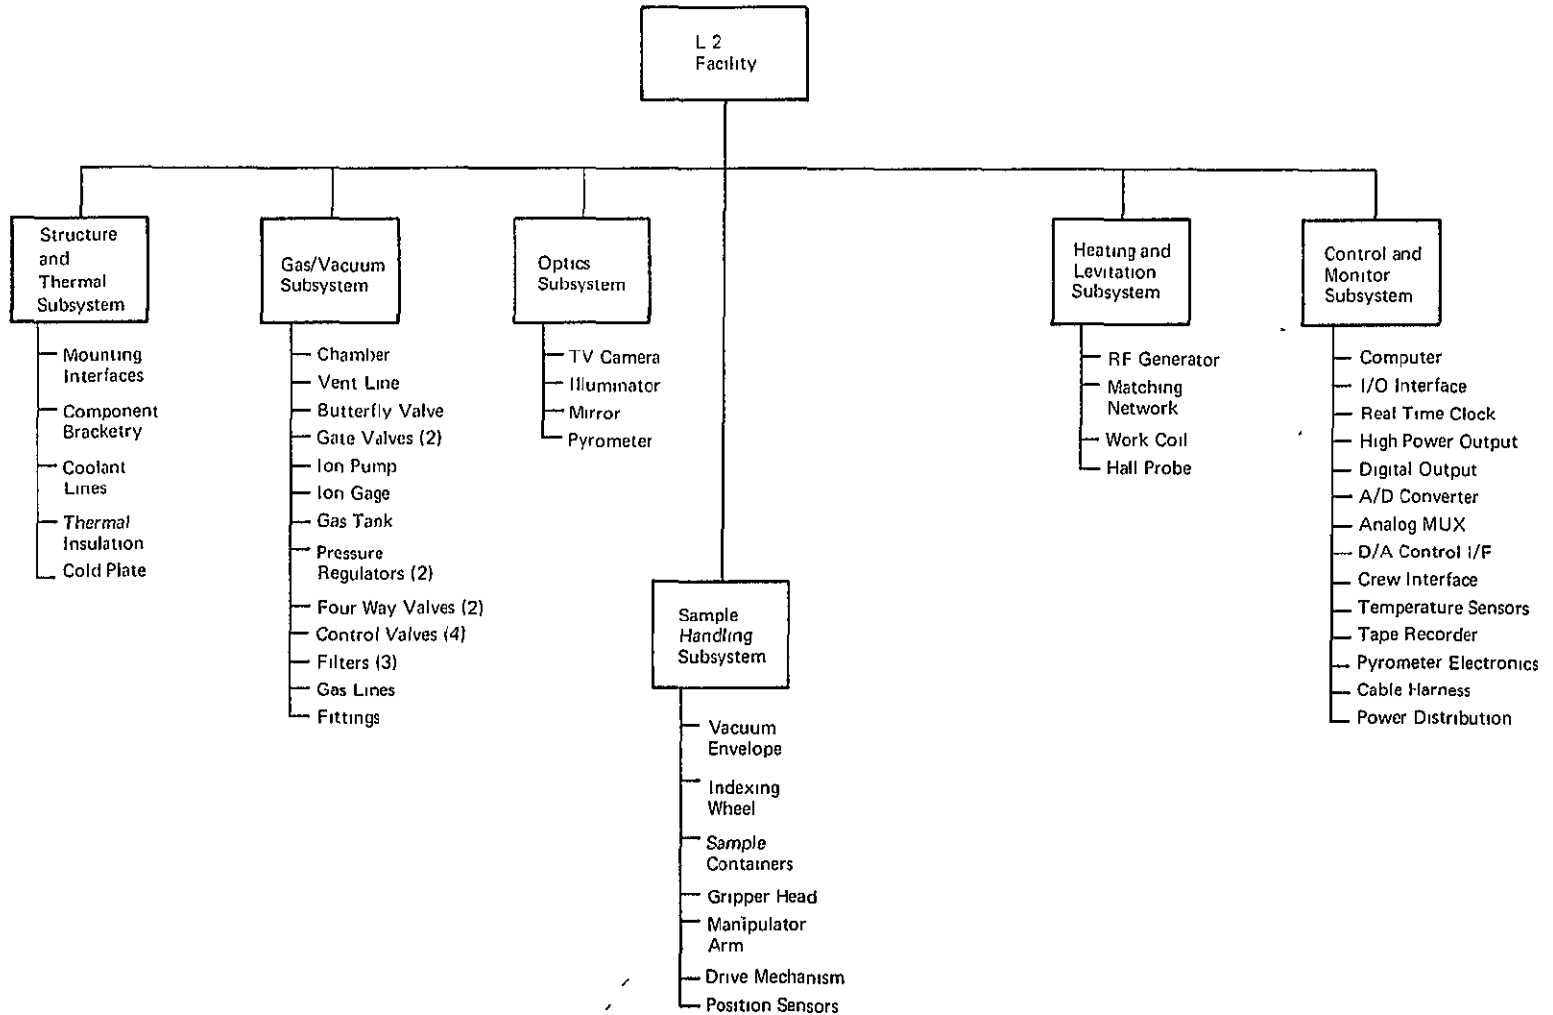 L 2
Facility
Structure
and
Thermal
Subsystem
Mounting
Interfaces
Component
Bracketry
Coolant
Lines
Thermal
Insulation
Cold Plate
Gas/Vacuum
Subsystem
Chamber
Vent Line
Butterfly Valve
Gate Valves (2)
Ion Pump
Ion Gage
Gas Tank
Pressure
Regulators (2)
Four Way Valves (2)
Control Valves (4)
Filters (3)
Gas Lines
Fittings
Optics
Subsystem
TV Camera
Illuminator
Mirror
Pyrometer
Sample
Handling
Subsystem
Vacuum
Envelope
Indexing
Wheel
Sample
Containers
Gripper Head
Manipulator
Arm
Drive Mechanism
Position Sensors
Heating and
Levitation
Subsystem
RF Generator
Matching
Network
Work Coil
Hall Probe
Control and
Monitor
Subsystem
Computer
I/O Interface
Real Time Clock
High Power Output
Digital Output
A/D Converter
Analog MUX
D/A Control I/F
Crew Interface
Temperature Sensors
Tape Recorder
Pyrometer Electronics
Cable Harness
Power Distribution